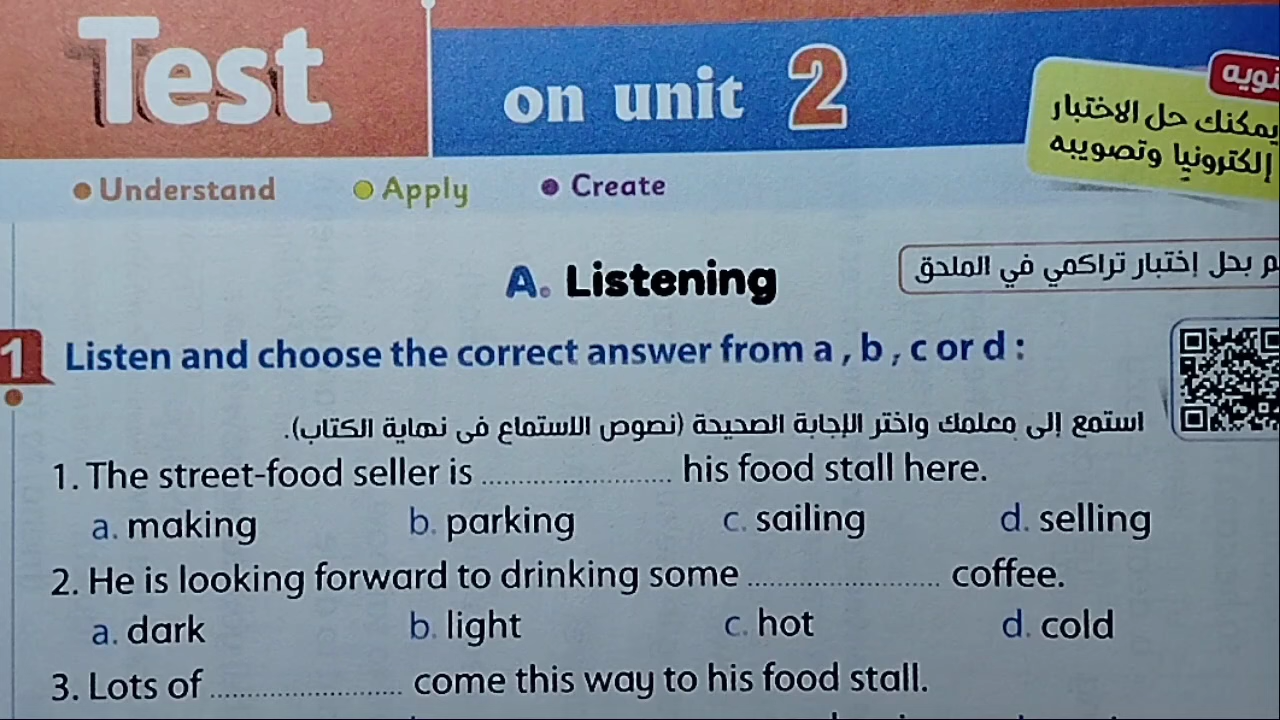 Test on unit 2
يمكنك حل الاختبار
إلكترونيا وتصويبه
Understand Apply Create
A. Listening
بحل إختبار تراكمي في الملحق
1 Listen and choose the correct answer from a , b , c or d :
استمع إلى معلمك واختر الإجابة الصحيحة (نصوص الاستماع فى نهاية الكتاب).
1. The street-food seller is ........................ his food stall here.
a. making b. parking c. sailing d. selling
2. He is looking forward to drinking some ........................ coffee.
a. dark b. light c. hot d. cold
3. Lots of ........................ come this way to his food stall.